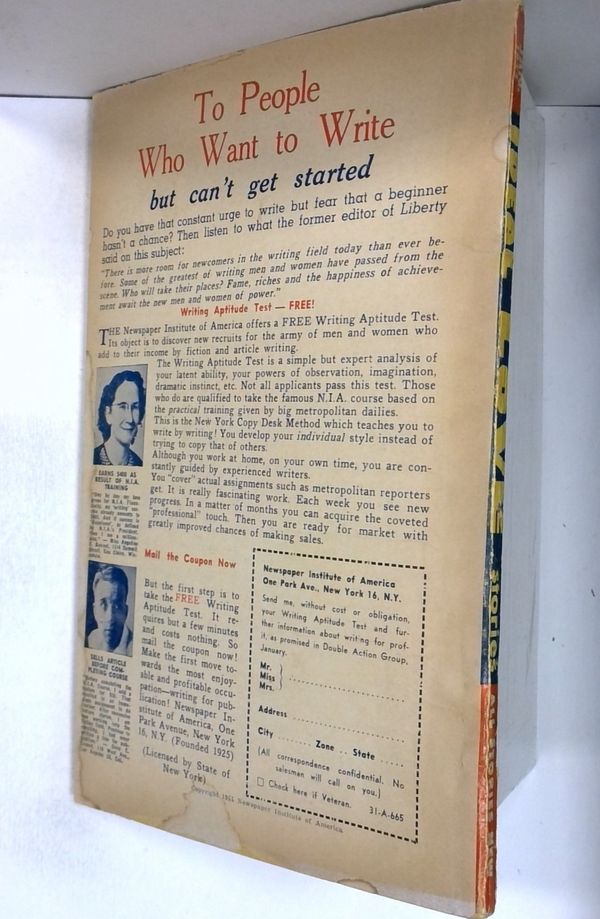 To People
Who Want to Write
but can't get started
Do you have that constant urge to write but fear that a beginner
hasn't a chance? Then listen to what the former editor of Liberty
said on this subject:
"There is more room for newcomers in the writing field today than ever be-
fore. Some of the greatest of writing men and women have passed from the
scene. Who will take their places? Fame, riches and the happiness of achieve-
ment await the new men and women of power."
Writing Aptitude Test — FREE!
THE Newspaper Institute of America offers a FREE Writing Aptitude Test.
Its object is to discover new recruits for the army of men and women who
add to their income by fiction and article writing.
The Writing Aptitude Test is a simple but expert analysis of
your latent ability, your powers of observation, imagination,
dramatic instinct, etc. Not all applicants pass this test. Those
who do are qualified to take the famous N.I.A. course based on
the practical training given by big metropolitan dailies.
This is the New York Copy Desk Method which teaches you to
write by writing! You develop your individual style instead of
trying to copy that of others.
Although you work at home, on your own time, you are con-
stantly guided by experienced writers.
You "cover" actual assignments such as metropolitan reporters
get. It is really fascinating work. Each week you see new
progress. In a matter of months you can acquire the coveted
"professional" touch. Then you are ready for market with
greatly improved chances of making sales.
EARNS $400 AS
RESULT OF N.I.A.
TRAINING
SELLS ARTICLE
BEFORE COM-
PLETING COURSE
Mail the Coupon Now
But the first step is to
take the FREE Writing
Aptitude Test. It re-
quires but a few minutes
and costs nothing. So
mail the coupon now!
Make the first move to-
wards the most enjoy-
able and profitable occu-
pation—writing for pub-
lication! Newspaper In-
stitute of America, One
Park Avenue, New York
16, N.Y. (Founded 1925)
(Licensed by State of
New York)
Newspaper Institute of America
One Park Ave., New York 16, N.Y.
Send me, without cost or obligation,
your Writing Aptitude Test and fur-
ther information about writing for prof-
it, as promised in Double Action Group,
January.
Mr.
Miss
Mrs.
Address
City Zone State
(All correspondence confidential. No
salesman will call on you.)
Check here if Veteran. 31-A-665
Newspaper Institute of America
IDEAL LOVE
stories
ALL STORIES NEW